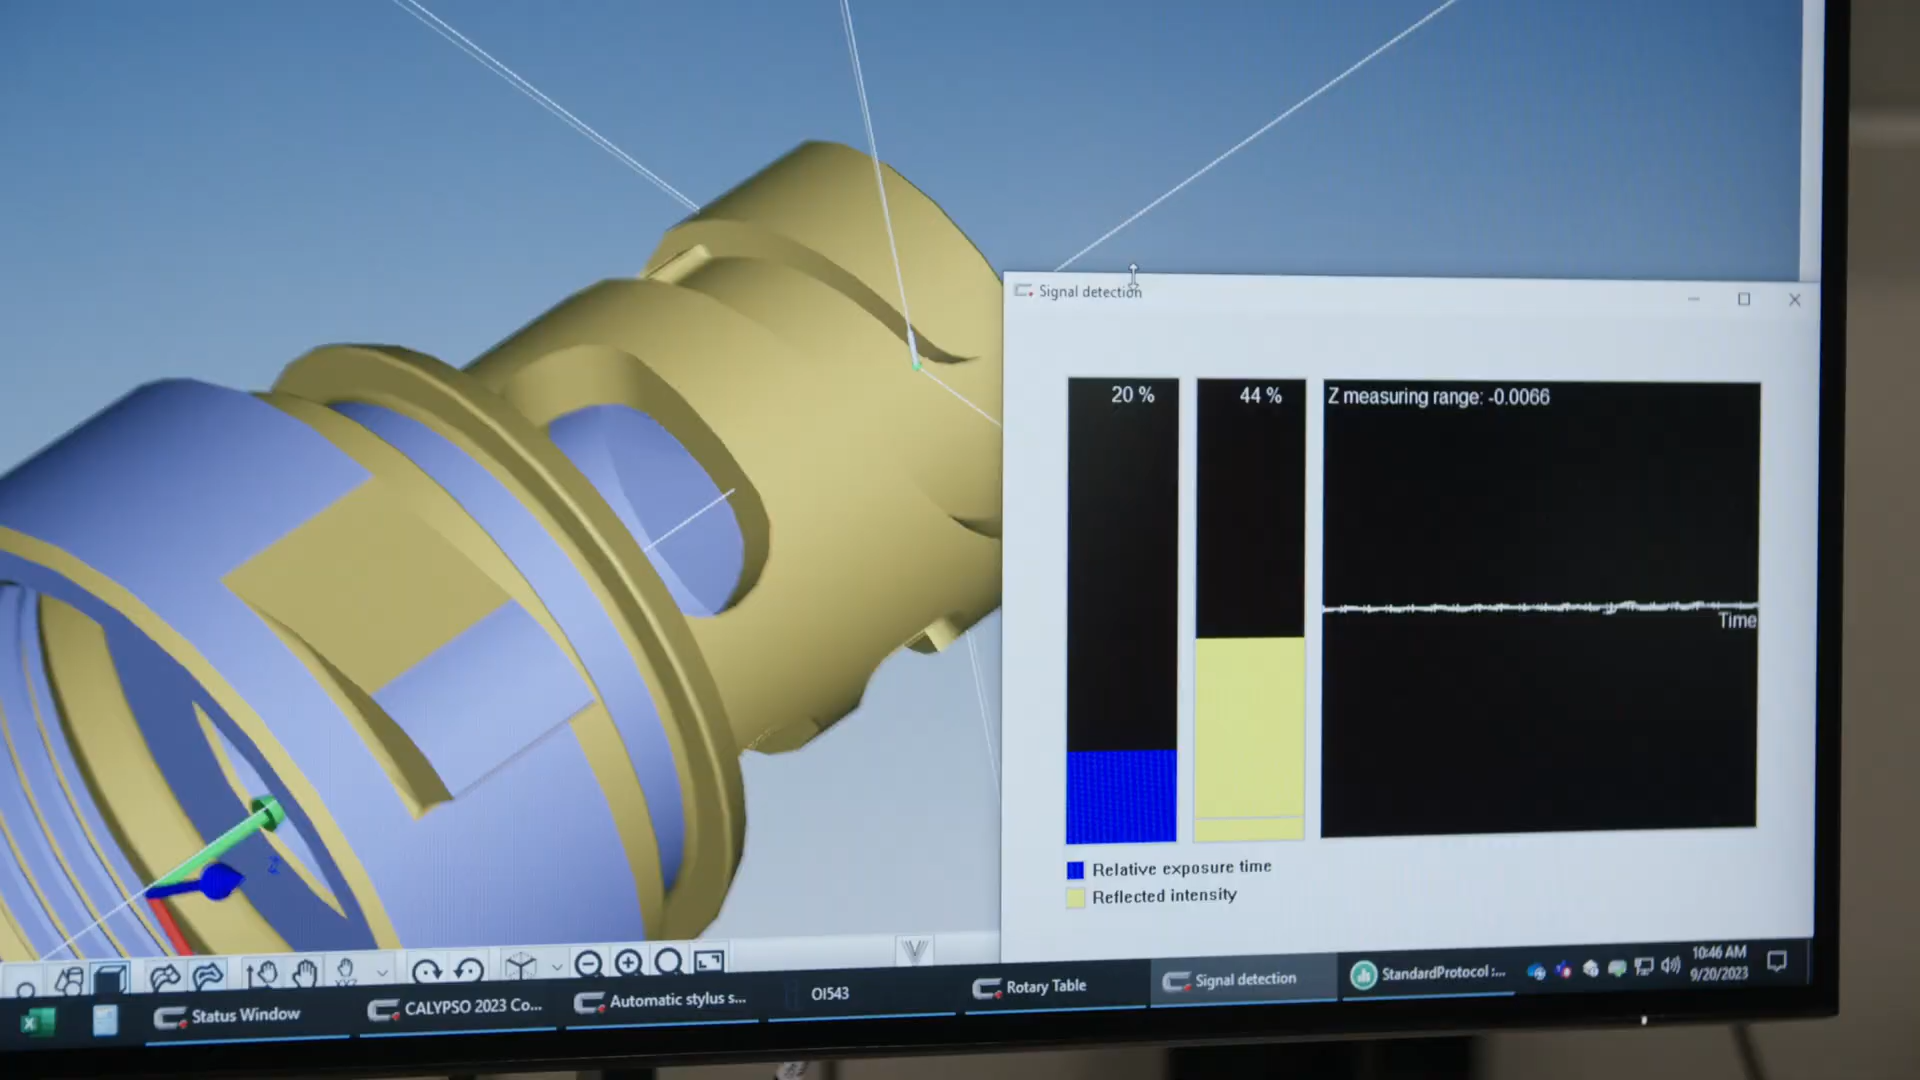 Signal detection
20 %
44 %
Z measuring range: -0.0066
Time
Relative exposure time
Reflected intensity
Z
Status Window
CALYPSO 2023 Co...
Automatic stylus s...
OI543
Rotary Table
Signal detection
StandardProtocol :...
10:46 AM
9/20/2023